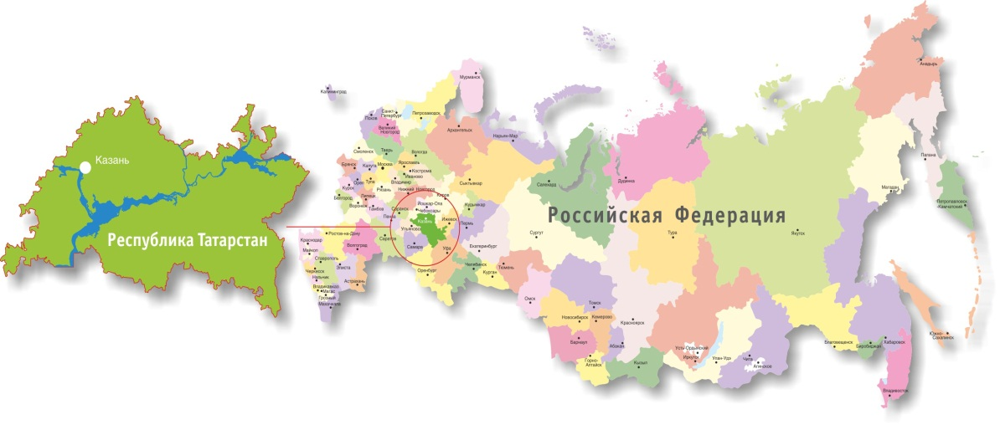 Казань
Республика Татарстан
Российская Федерация
Калининград
Мурманск
Анадырь
Санкт-
Петербург
Петрозаводск
Псков
Великий
Новгород
Архангельск
Нарьян-Мар
Смоленск
Тверь
Вологда
Палана
Брянск
Калуга
Москва
Ярославль
Кострома
Иваново
Салехард
Дудинка
Орел
Тула
Владимир
Сыктывкар
Курск
Рязань
Нижний Новгород
Магадан
Белгород
Липецк
Киров
Петропавловск
-Камчатский
Воронеж
Тамбов
Саранск
Йошкар-Ола
Чебоксары
Кудымкар
Пенза
Казань
Ижевск
Пермь
Ульяновск
Сургут
Тура
Якутск
Ростов-на-Дону
Саратов
Краснодар
Волгоград
Самара
Уфа
Екатеринбург
Майкоп
Ставрополь
Элиста
Оренбург
Челябинск
Тюмень
Черкесск
Курган
Нальчик
Астрахань
Владикавказ
Магас
Грозный
Махачкала
Омск
Томск
Новосибирск
Кемерово
Красноярск
Барнаул
Абакан
Усть-Ордынский
Иркутск
Улан-Удэ
Чита
Агинское
Горно-
Алтайск
Кызыл
Благовещенск
Биробиджан
Хабаровск
Южно-
Сахалинск
Владивосток